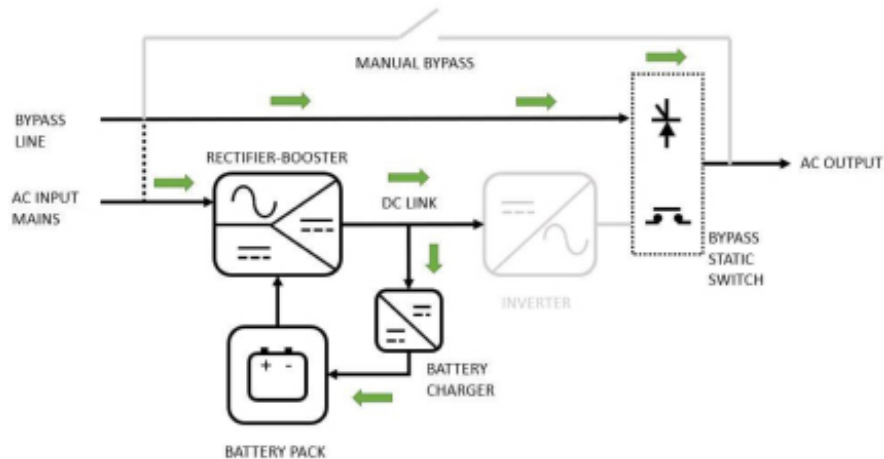 MANUAL BYPASS
BYPASS
LINE
RECTIFIER-BOOSTER
AC INPUT
MAINS
DC LINK
AC OUTPUT
BYPASS
STATIC
SWITCH
INVERTER
+ -
BATTERY
CHARGER
BATTERY PACK